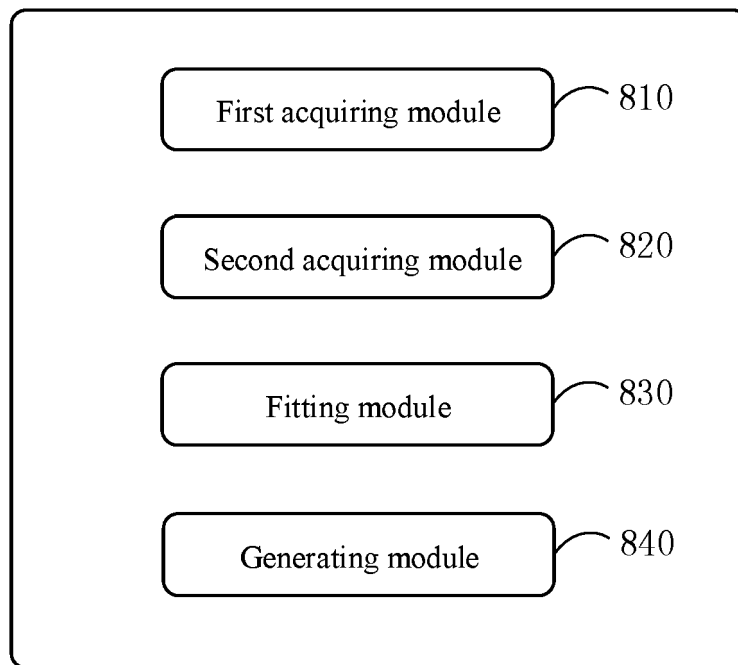 First acquiring module 810
Second acquiring module 820
Fitting module 830
Generating module 840